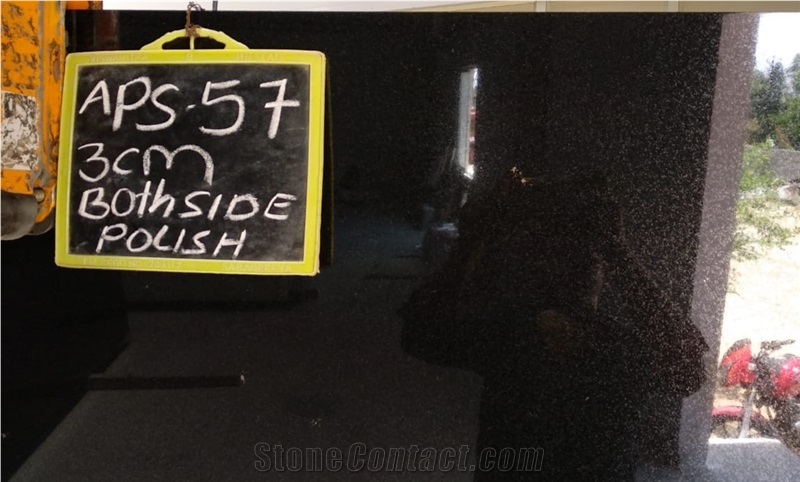 APS-57
3cm
BothSIDE
POLISH
StoneContact.com